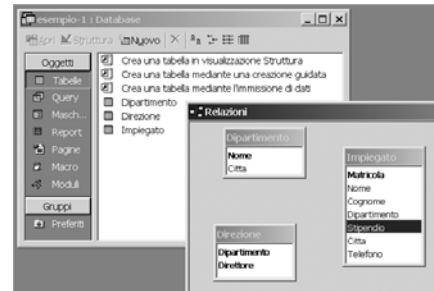 esempio-1 : Database
Apri Struttura Nuovo
Oggetti
Tabelle
Query
Masch...
Report
Pagine
Macro
Moduli
Gruppi
Preferiti
Crea una tabella in visualizzazione Struttura
Crea una tabella mediante una creazione guidata
Crea una tabella mediante l'immissione di dati
Dipartimento
Direzione
Impiegato
Relazioni
Dipartimento
Nome
Citta
Direzione
Dipartimento
Direttore
Impiegato
Matricola
Nome
Cognome
Dipartimento
Stipendio
Citta
Telefono